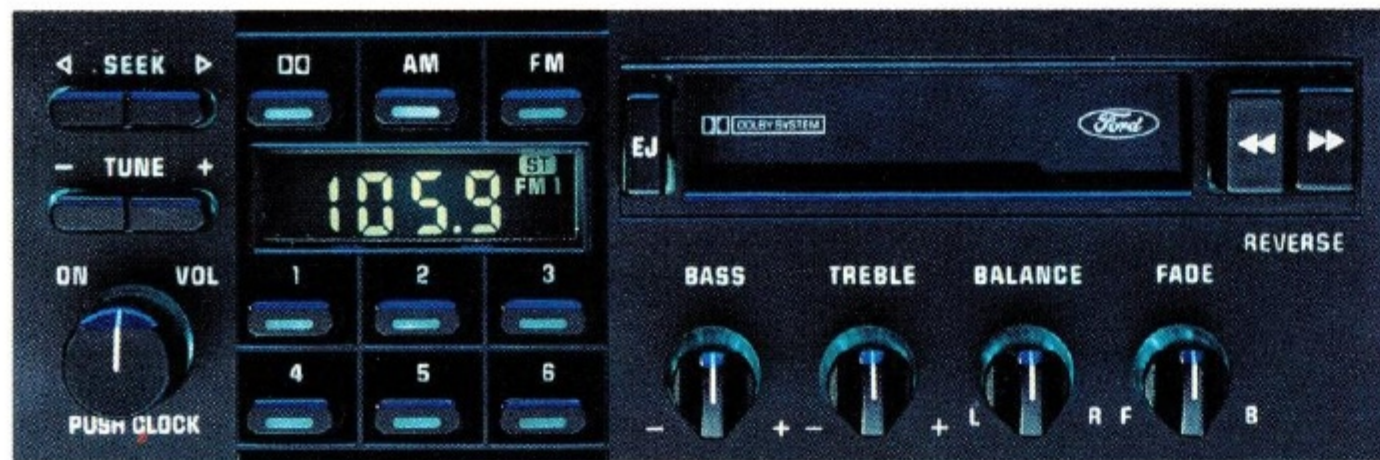 ◁ SEEK ▷
− TUNE +
ON VOL
PUSH CLOCK
AM FM
ST
FM 1
105.9
1 2 3
4 5 6
EJ
DOLBY SYSTEM
Ford
◀◀ ▶▶
REVERSE
BASS TREBLE BALANCE FADE
− + − + L R F B